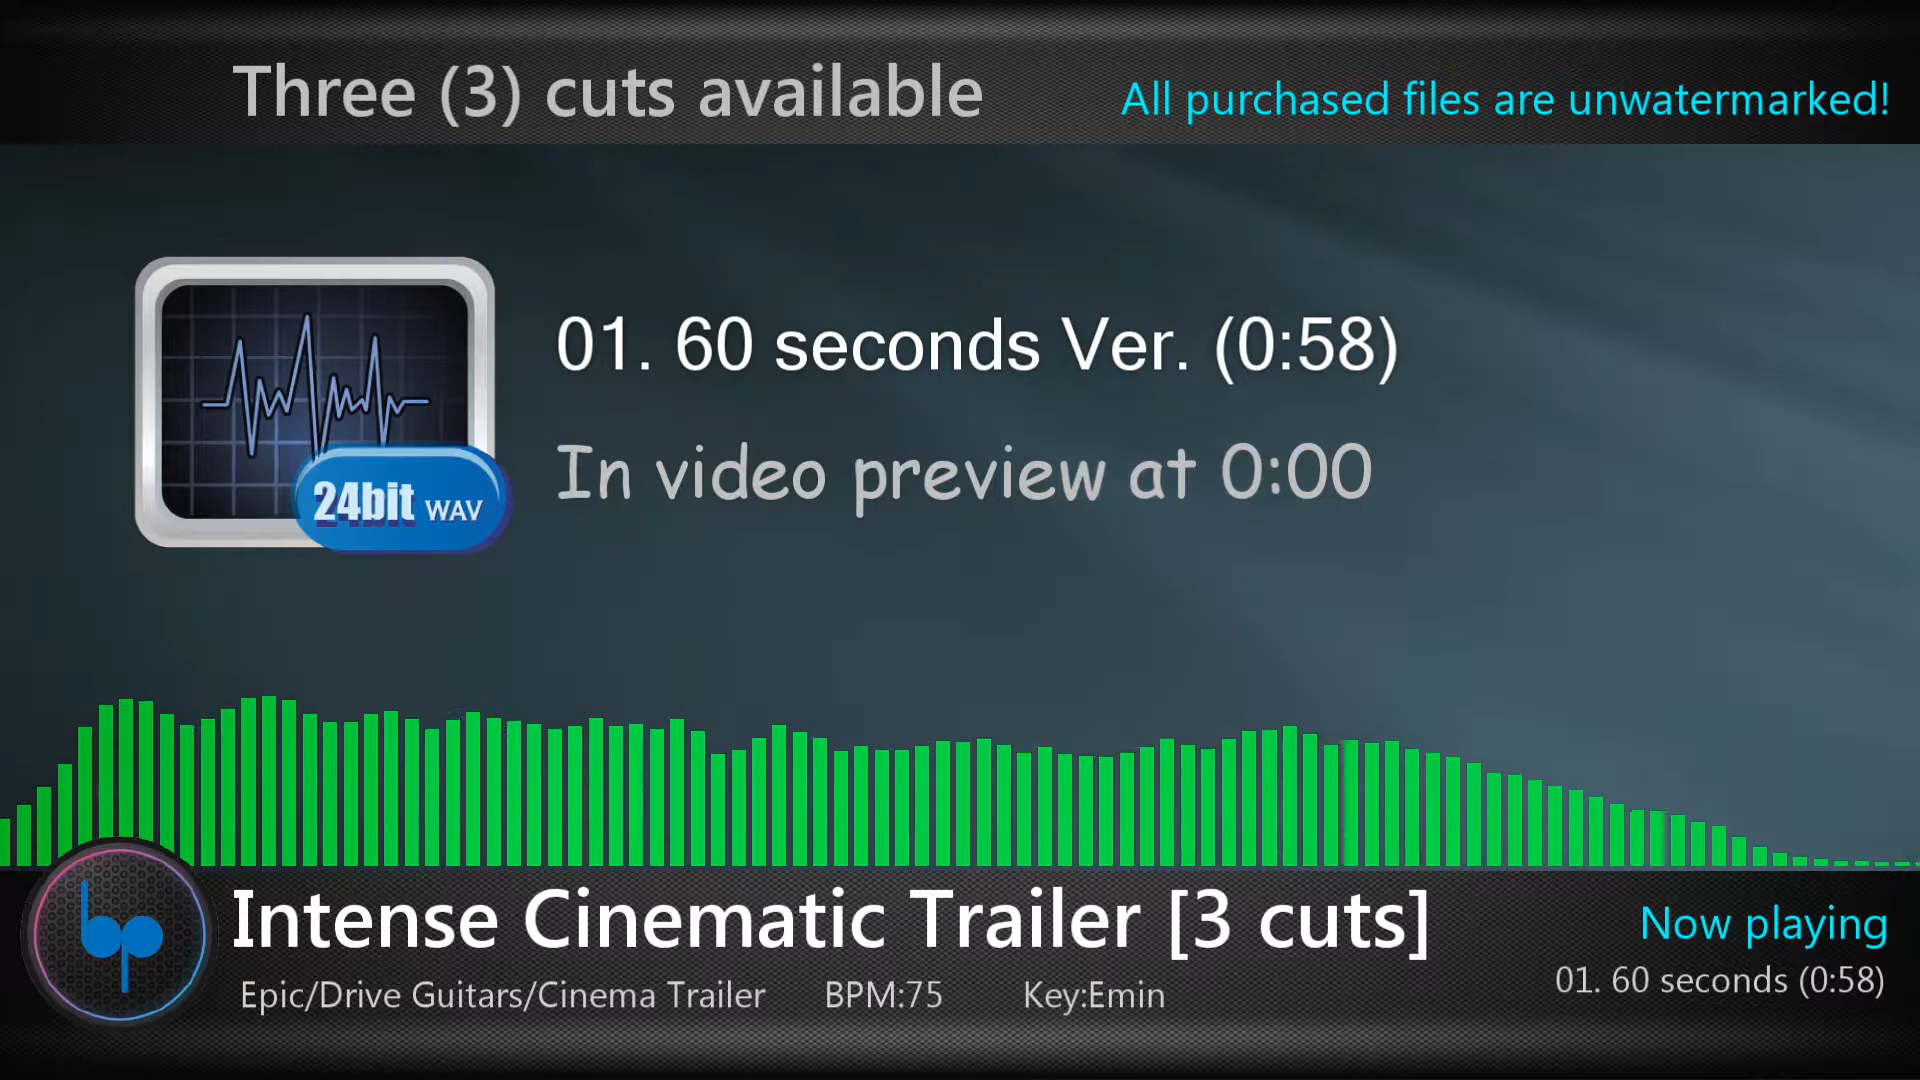 Three (3) cuts available
All purchased files are unwatermarked!
01. 60 seconds Ver. (0:58)
In video preview at 0:00
24bit WAV
bp
Intense Cinematic Trailer [3 cuts]
Now playing
Epic/Drive Guitars/Cinema Trailer BPM:75 Key:Emin
01. 60 seconds (0:58)